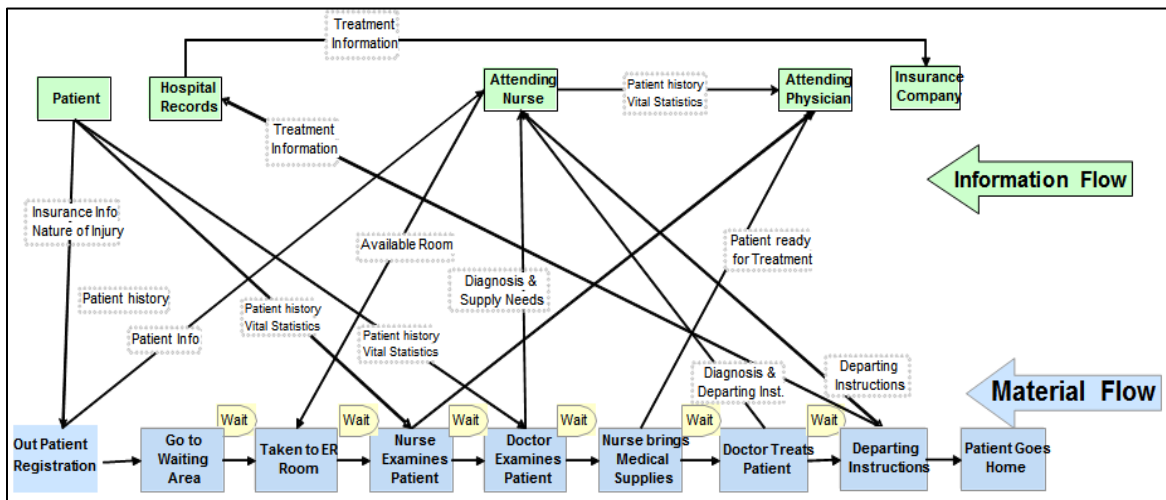 Treatment
Information
Patient
Hospital
Records
Attending
Nurse
Patient history
Vital Statistics
Attending
Physician
Insurance
Company
Treatment
Information
Information Flow
Insurance Info
Nature of Injury
Available Room
Patient ready
for Treatment
Diagnosis &
Supply Needs
Patient history
Patient history
Vital Statistics
Patient Info
Patient history
Vital Statistics
Diagnosis &
Departing Inst.
Departing
Instructions
Material Flow
Wait
Wait
Wait
Wait
Wait
Wait
Out Patient
Registration
Go to
Waiting
Area
Taken to ER
Room
Nurse
Examines
Patient
Doctor
Examines
Patient
Nurse brings
Medical
Supplies
Doctor Treats
Patient
Departing
Instructions
Patient Goes
Home